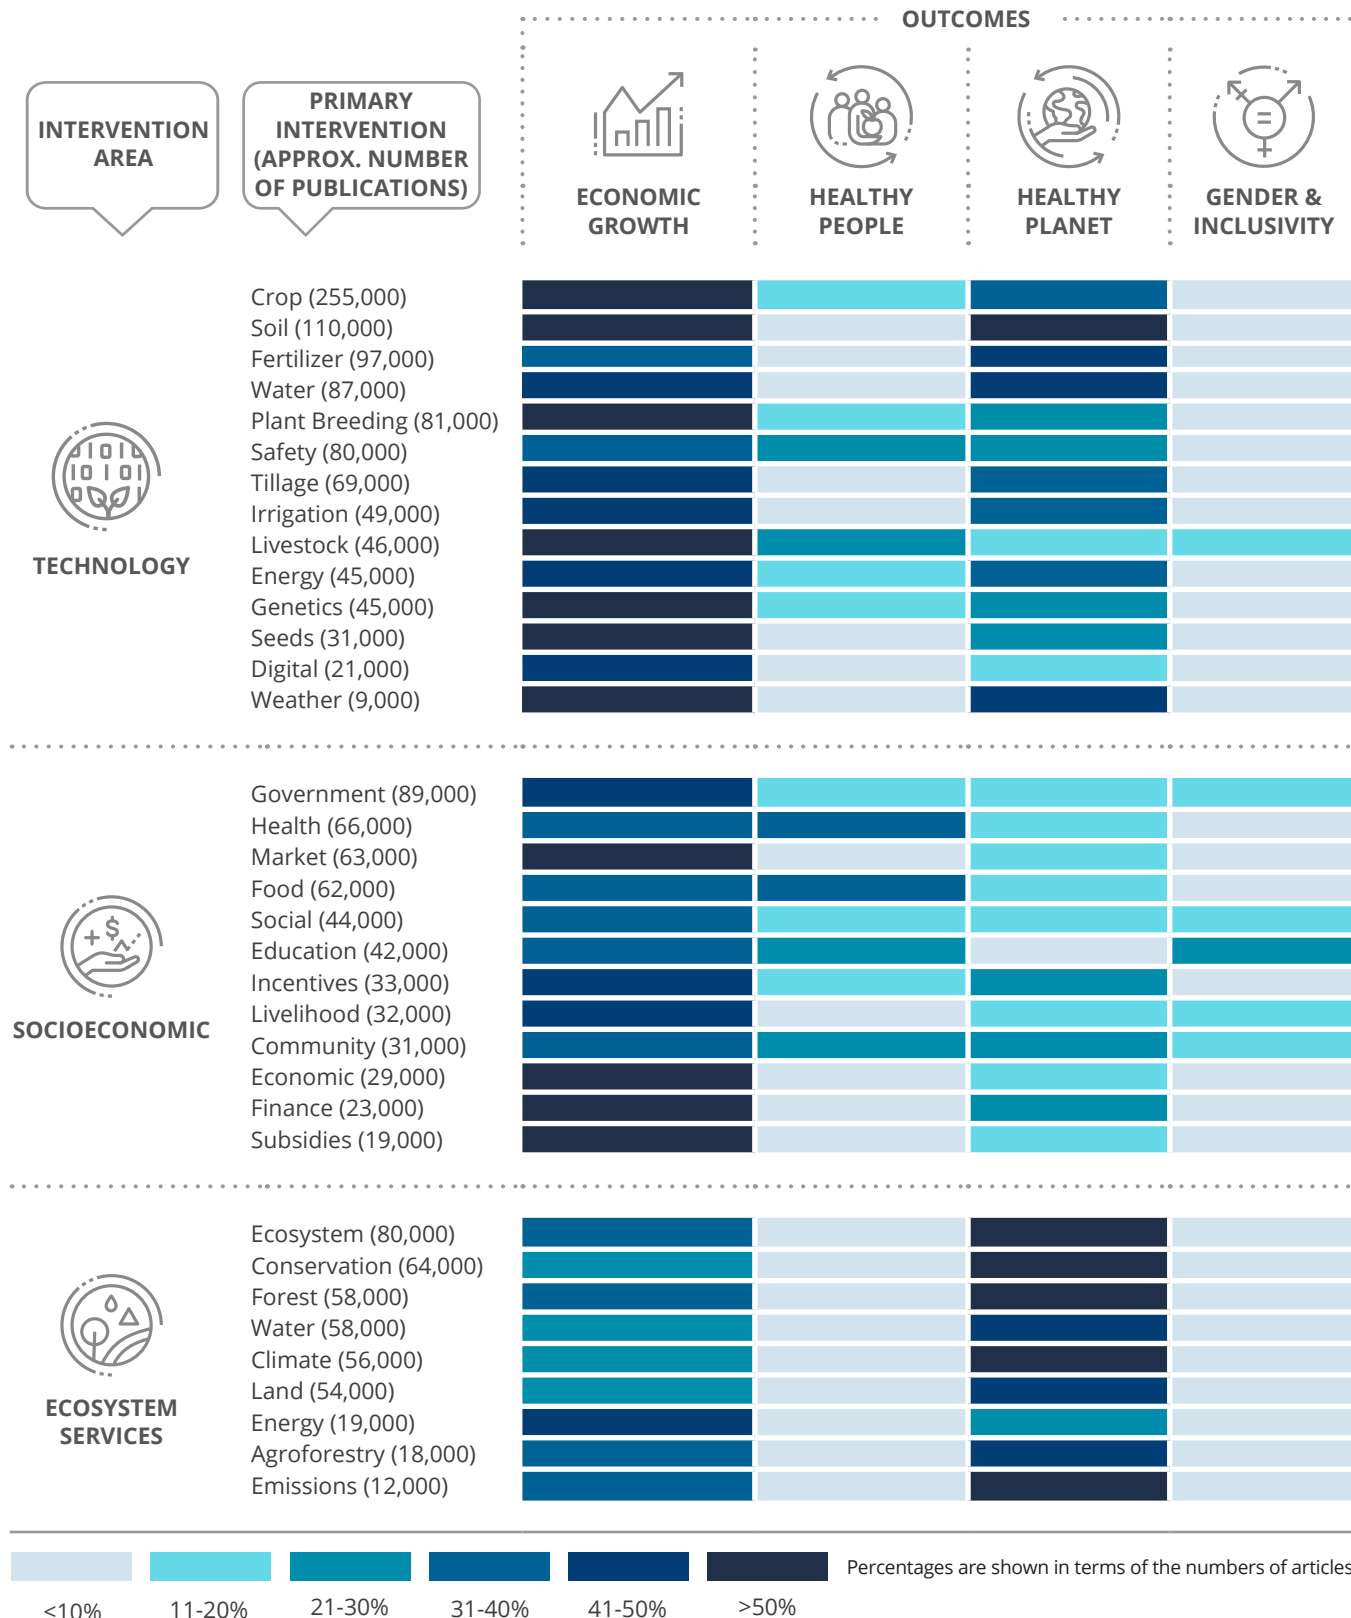 OUTCOMES
INTERVENTION
AREA
PRIMARY
INTERVENTION
(APPROX. NUMBER
OF PUBLICATIONS)
ECONOMIC
GROWTH
HEALTHY
PEOPLE
HEALTHY
PLANET
GENDER &
INCLUSIVITY
TECHNOLOGY
Crop (255,000)
Soil (110,000)
Fertilizer (97,000)
Water (87,000)
Plant Breeding (81,000)
Safety (80,000)
Tillage (69,000)
Irrigation (49,000)
Livestock (46,000)
Energy (45,000)
Genetics (45,000)
Seeds (31,000)
Digital (21,000)
Weather (9,000)
SOCIOECONOMIC
Government (89,000)
Health (66,000)
Market (63,000)
Food (62,000)
Social (44,000)
Education (42,000)
Incentives (33,000)
Livelihood (32,000)
Community (31,000)
Economic (29,000)
Finance (23,000)
Subsidies (19,000)
ECOSYSTEM
SERVICES
Ecosystem (80,000)
Conservation (64,000)
Forest (58,000)
Water (58,000)
Climate (56,000)
Land (54,000)
Energy (19,000)
Agroforestry (18,000)
Emissions (12,000)
Percentages are shown in terms of the numbers of articles
<10%
11-20%
21-30%
31-40%
41-50%
>50%